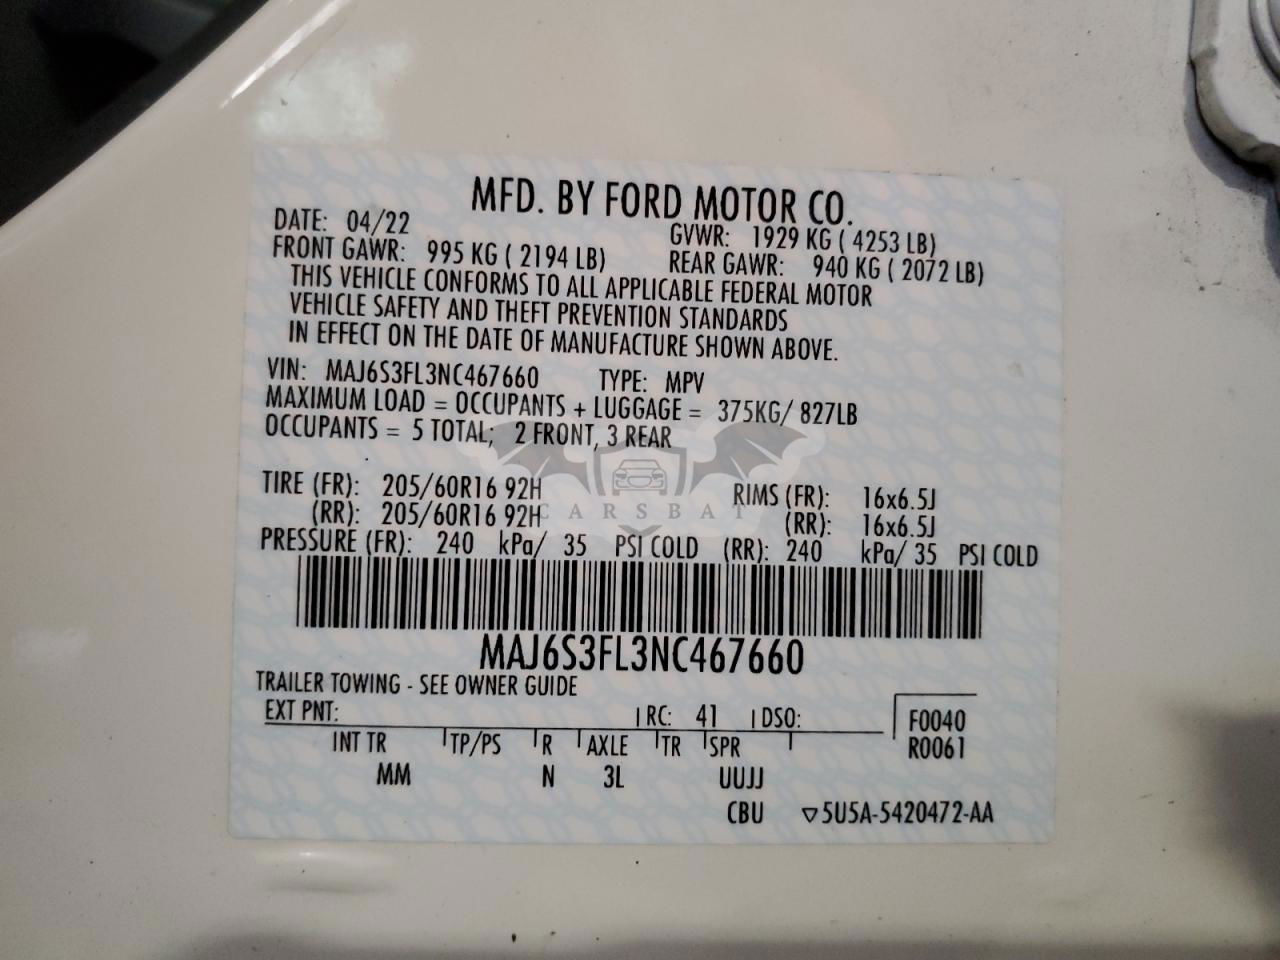 MFD. BY FORD MOTOR CO.
DATE: 04/22 GVWR: 1929 KG ( 4253 LB)
FRONT GAWR: 995 KG ( 2194 LB) REAR GAWR: 940 KG ( 2072 LB)
THIS VEHICLE CONFORMS TO ALL APPLICABLE FEDERAL MOTOR
VEHICLE SAFETY AND THEFT PREVENTION STANDARDS
IN EFFECT ON THE DATE OF MANUFACTURE SHOWN ABOVE.
VIN: MAJ6S3FL3NC467660 TYPE: MPV
MAXIMUM LOAD = OCCUPANTS + LUGGAGE = 375KG/ 827LB
OCCUPANTS = 5 TOTAL; 2 FRONT, 3 REAR
TIRE (FR): 205/60R16 92H RIMS (FR): 16x6.5J
(RR): 205/60R16 92H (RR): 16x6.5J
CARSBAT
PRESSURE (FR): 240 kPa/ 35 PSI COLD (RR): 240 kPa/ 35 PSI COLD
MAJ6S3FL3NC467660
TRAILER TOWING - SEE OWNER GUIDE
EXT PNT: RC: 41 DSO: F0040
INT TR TP/PS R AXLE TR SPR R0061
MM N 3L UUJJ
CBU ▽5U5A-5420472-AA